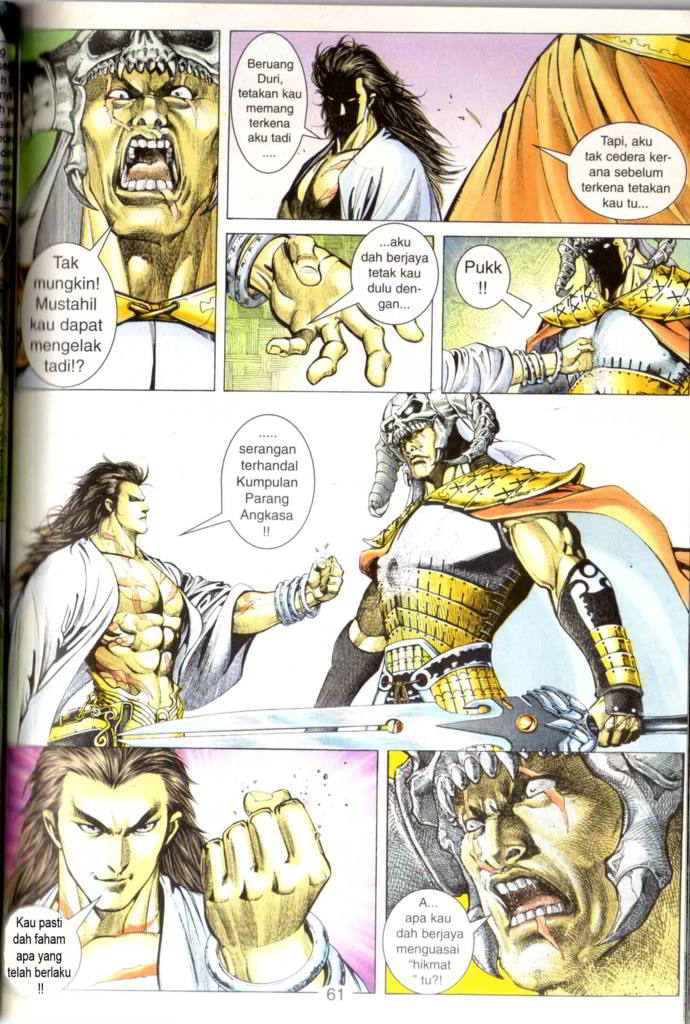 Tak
mungkin!
Mustahil
kau dapat
mengelak
tadi!?
Beruang
Duri,
tetakan kau
memang
terkena
aku tadi
....
Tapi, aku
tak cedera ker-
ana sebelum
terkena tetakan
kau tu...
...aku
dah berjaya
tetak kau
dulu den-
gan...
Pukk
!!
.....
serangan
terhandal
Kumpulan
Parang
Angkasa
!!
Kau pasti
dah faham
apa yang
telah berlaku
!!
A...
apa kau
dah berjaya
menguasai
"hikmat
" tu?!
61